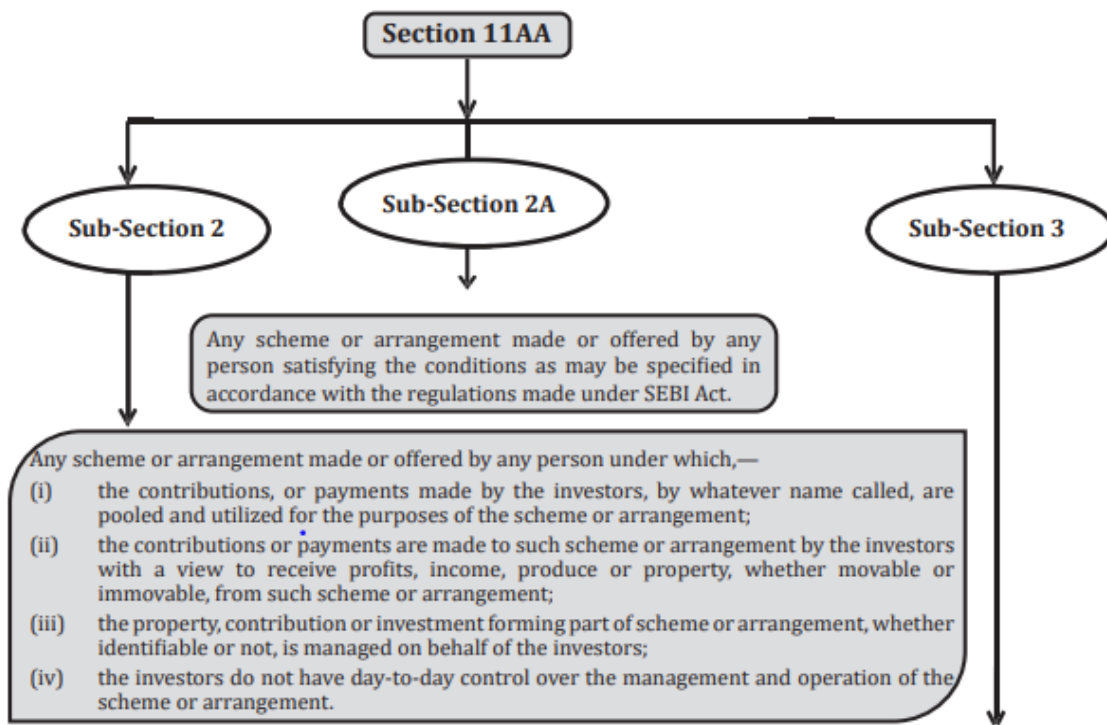 Section 11AA
Sub-Section 2
Sub-Section 2A
Sub-Section 3
Any scheme or arrangement made or offered by any
person satisfying the conditions as may be specified in
accordance with the regulations made under SEBI Act.
Any scheme or arrangement made or offered by any person under which,—
(i) the contributions, or payments made by the investors, by whatever name called, are
pooled and utilized for the purposes of the scheme or arrangement;
(ii) the contributions or payments are made to such scheme or arrangement by the investors
with a view to receive profits, income, produce or property, whether movable or
immovable, from such scheme or arrangement;
(iii) the property, contribution or investment forming part of scheme or arrangement, whether
identifiable or not, is managed on behalf of the investors;
(iv) the investors do not have day-to-day control over the management and operation of the
scheme or arrangement.